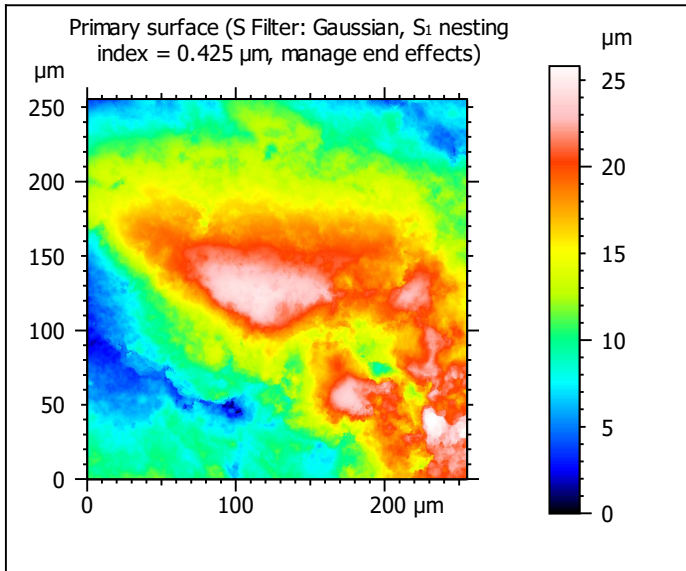 Primary surface (S Filter: Gaussian, S₁ nesting
index = 0.425 µm, manage end effects)
µm
µm
250
200
150
100
50
0
0
100
200 µm
25
20
15
10
5
0